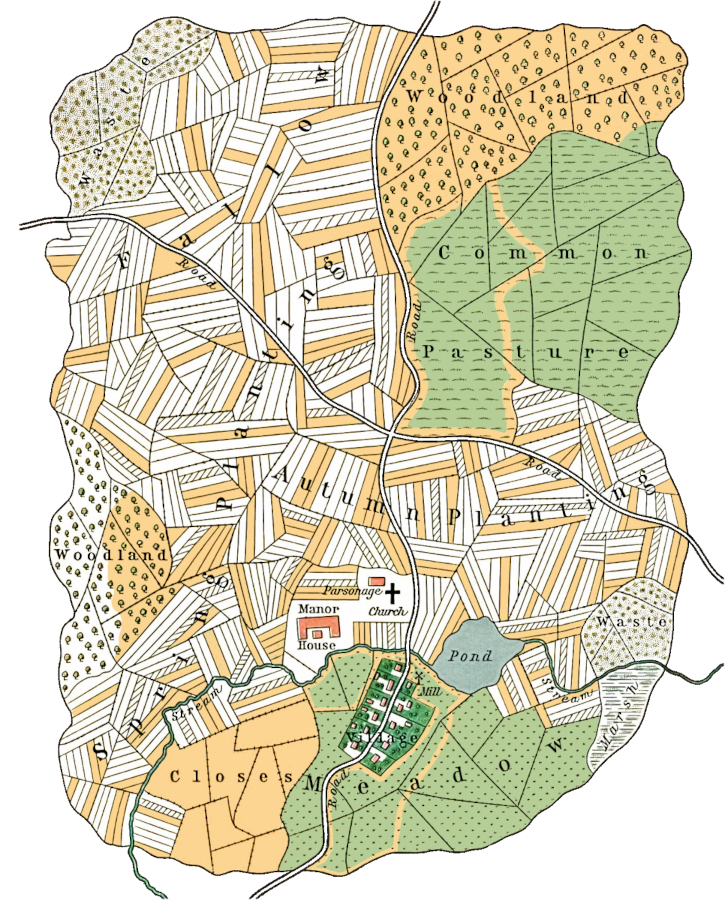 Waste
Woodland
Fallow
Road
Common
Road
Pasture
Spring Planting
Autumn Planting
Road
Woodland
Parsonage
Church
Manor
House
Waste
Pond
Mill
Stream
Stream
Marsh
Village
Closes
Meadow
Road